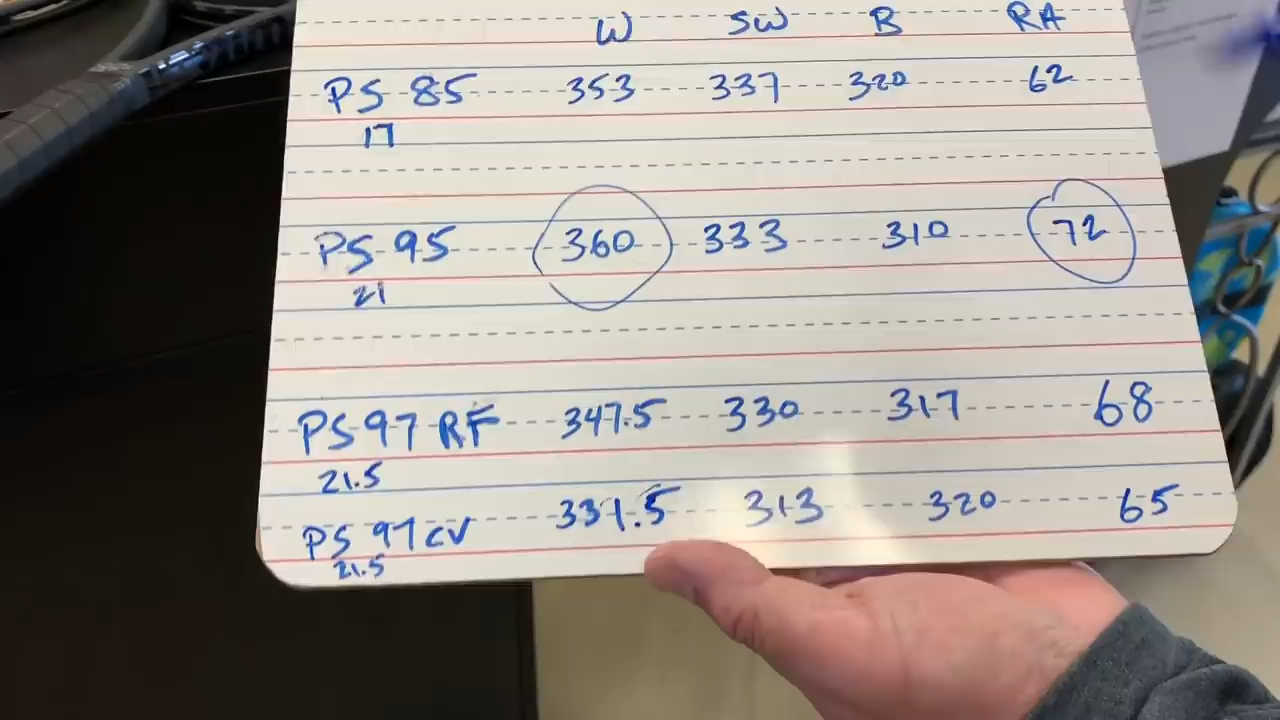 W SW B RA
PS 85 353 337 320 62
17
PS 95 360 333 310 72
21
PS 97 RF 347.5 330 317 68
21.5
PS 97 CV 331.5 313 320 65
21.5